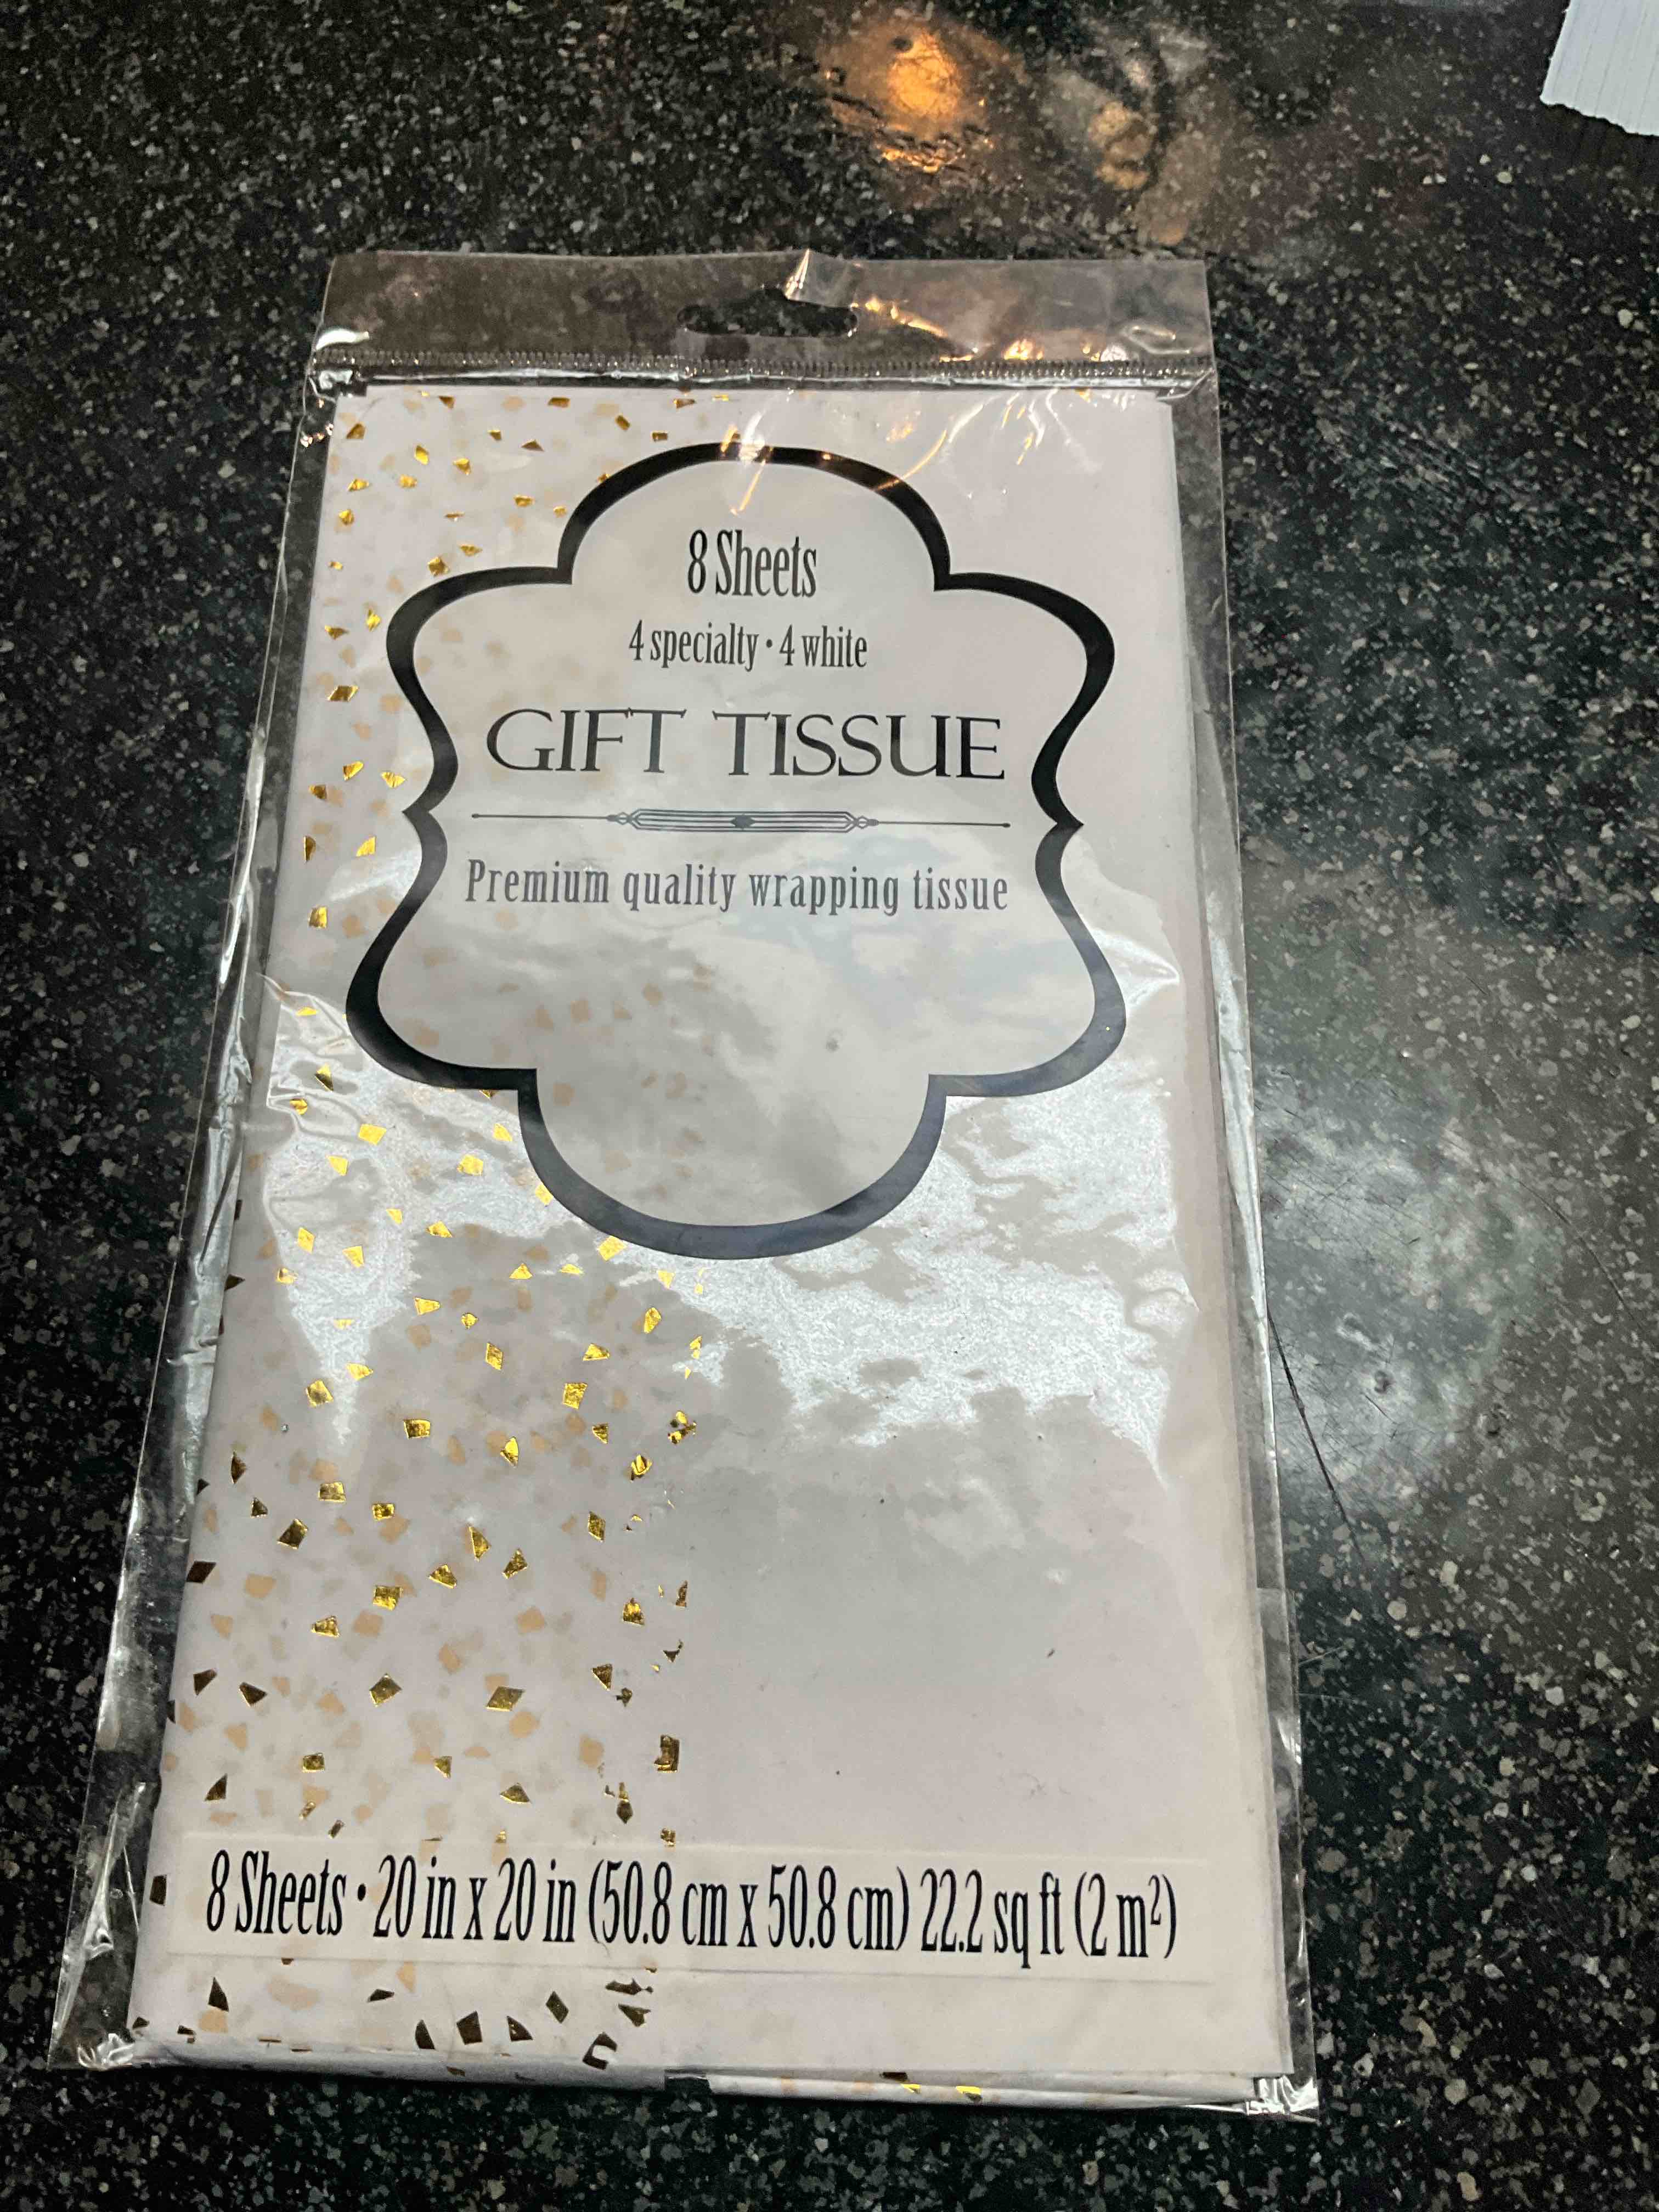 8 Sheets
4 specialty • 4 white
GIFT TISSUE
Premium quality wrapping tissue
8 Sheets • 20 in x 20 in (50.8 cm x 50.8 cm) 22.2 sq ft (2 m²)